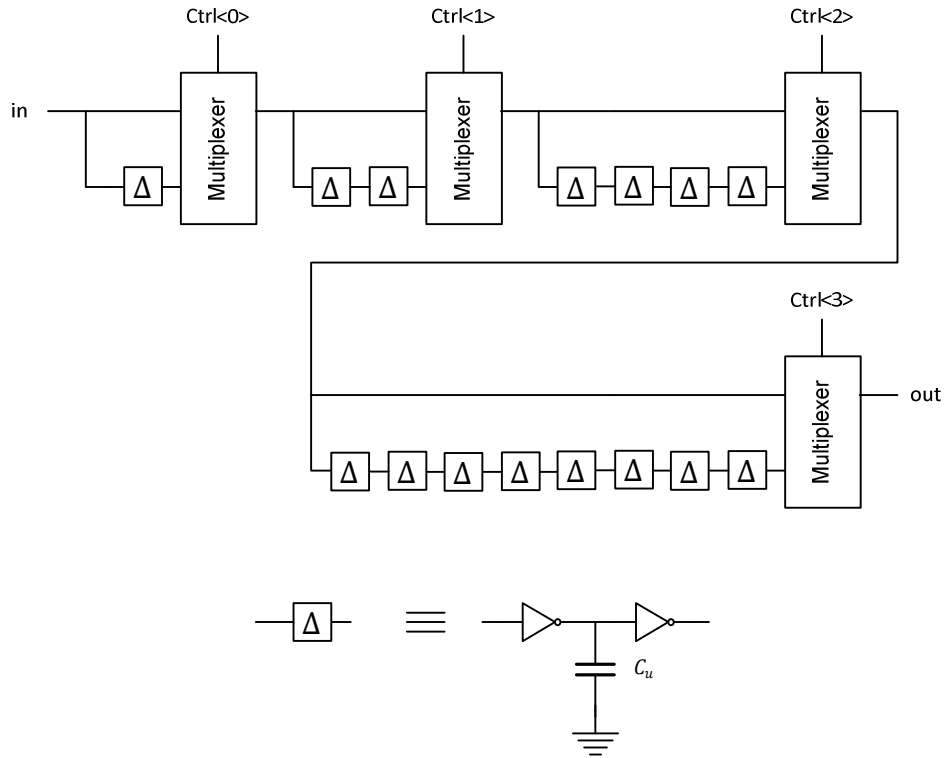 Ctrl<0> Ctrl<1> Ctrl<2>
in Multiplexer Multiplexer Multiplexer
Δ Δ Δ Δ Δ Δ Δ
Ctrl<3>
Multiplexer out
Δ Δ Δ Δ Δ Δ Δ Δ
Δ
C_u